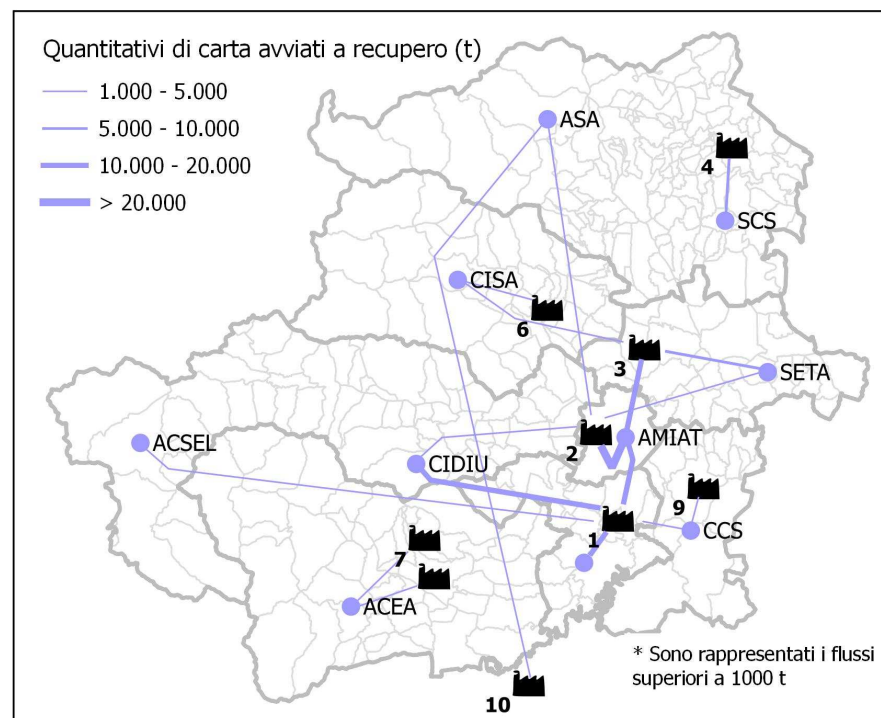 Quantitativi di carta avviati a recupero (t)
1.000 - 5.000
5.000 - 10.000
10.000 - 20.000
> 20.000
ASA
4
SCS
CISA
6
3
SETA
ACSEL
2
AMIAT
CIDIU
9
1
CCS
7
ACEA
* Sono rappresentati i flussi
superiori a 1000 t
10